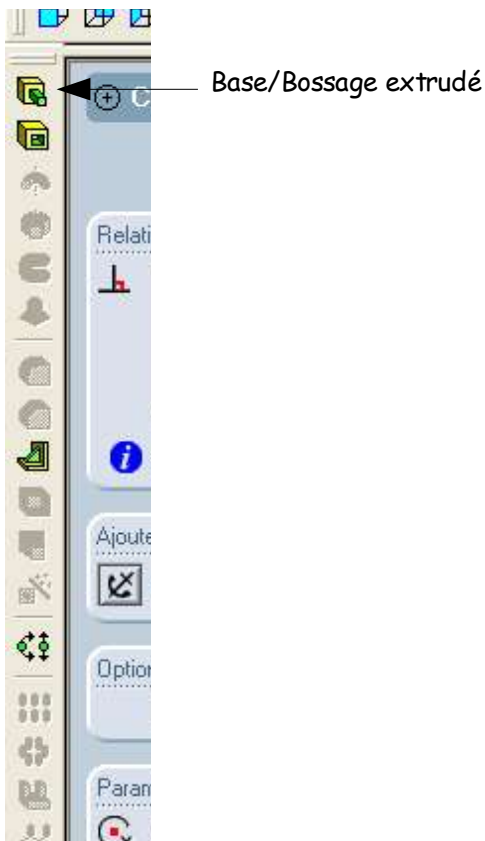 Base/Bossage extrudé
C
Relati
Ajoute
Option
Param